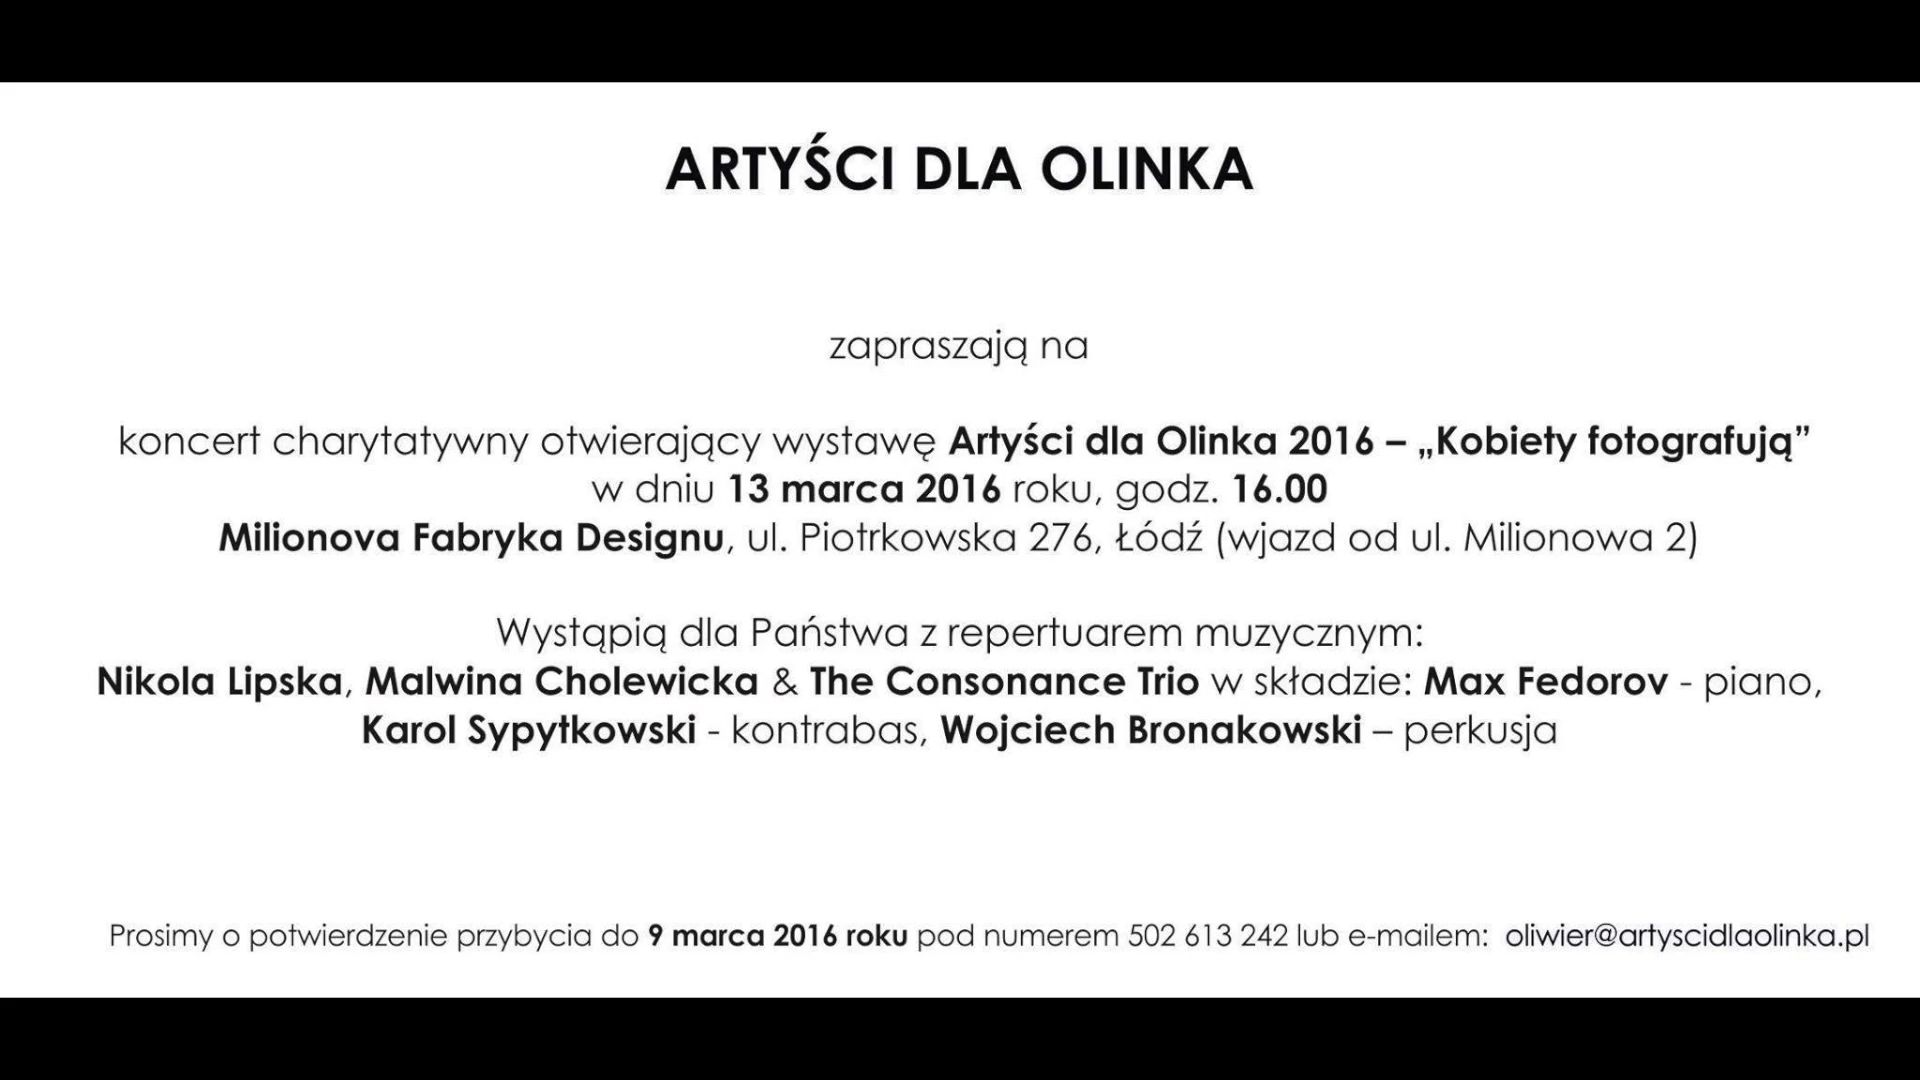 ARTYŚCI DLA OLINKA
zapraszają na
koncert charytatywny otwierający wystawę Artyści dla Olinka 2016 – „Kobiety fotografują”
w dniu 13 marca 2016 roku, godz. 16.00
Milionova Fabryka Designu, ul. Piotrkowska 276, Łódź (wjazd od ul. Milionowa 2)
Wystąpią dla Państwa z repertuarem muzycznym:
Nikola Lipska, Malwina Cholewicka & The Consonance Trio w składzie: Max Fedorov - piano,
Karol Sypytkowski - kontrabas, Wojciech Bronakowski – perkusja
Prosimy o potwierdzenie przybycia do 9 marca 2016 roku pod numerem 502 613 242 lub e-mailem: oliwier@artyscidlaolinka.pl